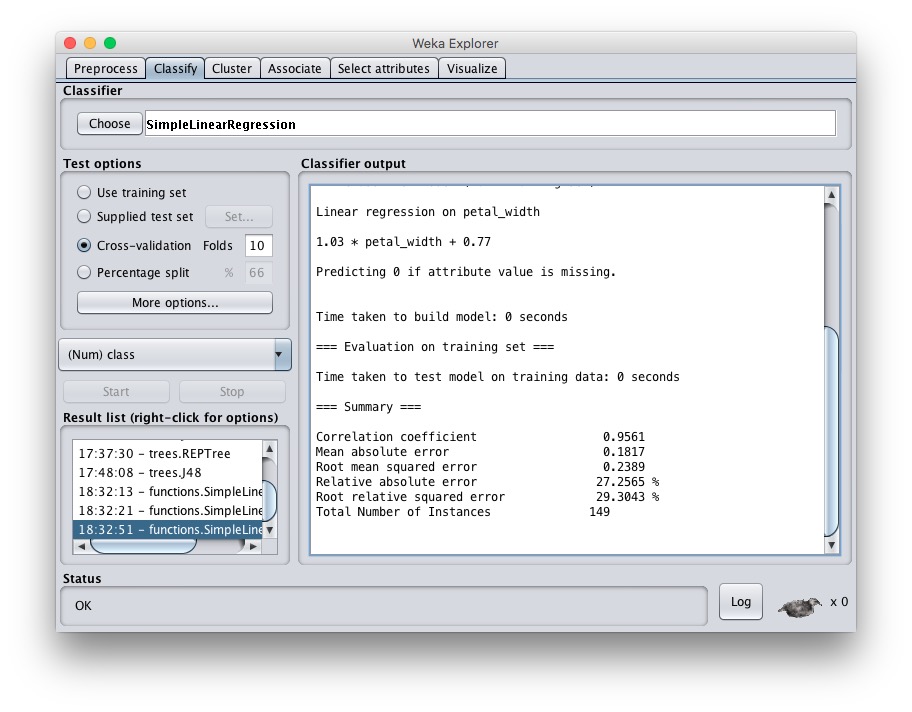 Weka Explorer
Preprocess Classify Cluster Associate Select attributes Visualize
Classifier
Choose SimpleLinearRegression
Test options
Use training set
Supplied test set Set...
Cross-validation Folds 10
Percentage split % 66
More options...
(Num) class
Start Stop
Result list (right-click for options)
17:37:30 - trees.REPTree
17:48:08 - trees.J48
18:32:13 - functions.SimpleLine
18:32:21 - functions.SimpleLine
18:32:51 - functions.SimpleLine
Classifier output
Linear regression on petal_width
1.03 * petal_width + 0.77
Predicting 0 if attribute value is missing.
Time taken to build model: 0 seconds
=== Evaluation on training set ===
Time taken to test model on training data: 0 seconds
=== Summary ===
Correlation coefficient 0.9561
Mean absolute error 0.1817
Root mean squared error 0.2389
Relative absolute error 27.2565 %
Root relative squared error 29.3043 %
Total Number of Instances 149
Status
OK
Log x 0